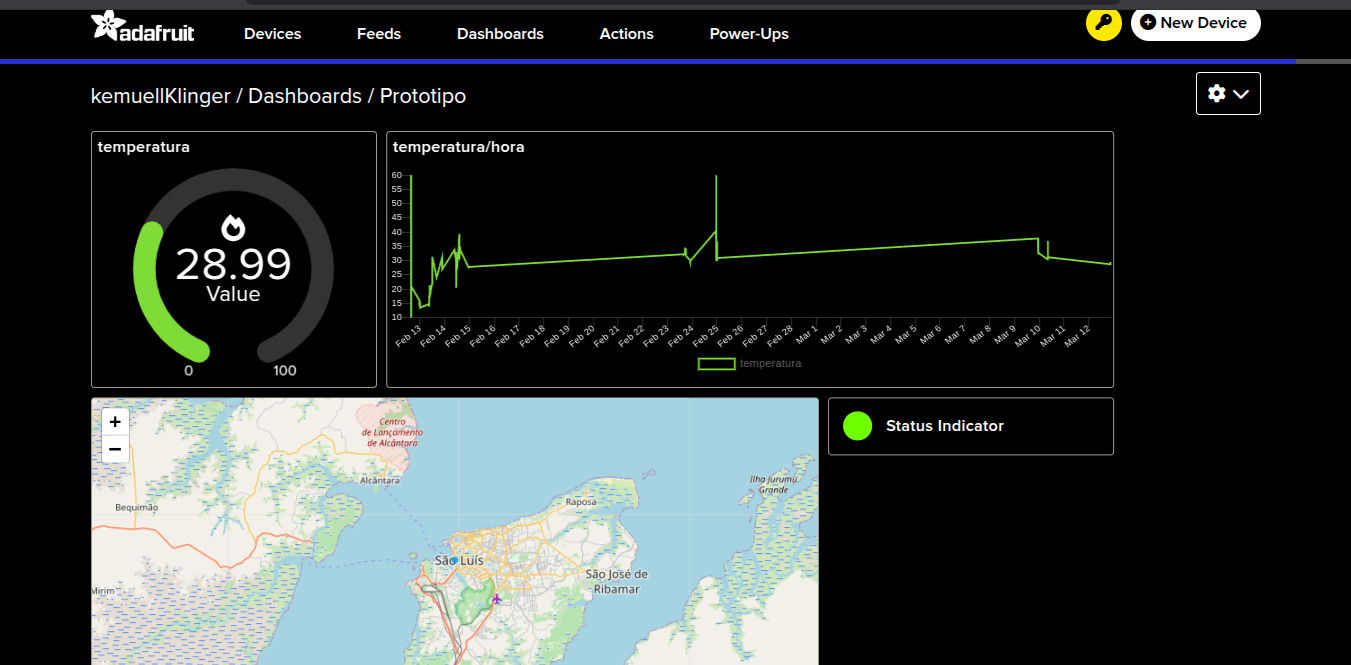 adafruit
Devices Feeds Dashboards Actions Power-Ups
New Device
kemuellKlinger / Dashboards / Prototipo
temperatura
28.99
Value
0 100
temperatura/hora
60
55
50
45
40
35
30
25
20
15
10
Feb 13 Feb 14 Feb 15 Feb 16 Feb 17 Feb 18 Feb 19 Feb 20 Feb 21 Feb 22 Feb 23 Feb 24 Feb 25 Feb 26 Feb 27 Feb 28 Mar 1 Mar 2 Mar 3 Mar 4 Mar 5 Mar 6 Mar 7 Mar 8 Mar 9 Mar 10 Mar 11 Mar 12
temperatura
+
−
Centro
de Lançamento
de Alcântara
Alcântara
Bequimão
Mirim
Raposa
São Luís
São José de
Ribamar
Ilha Jurumu
Grande
Status Indicator